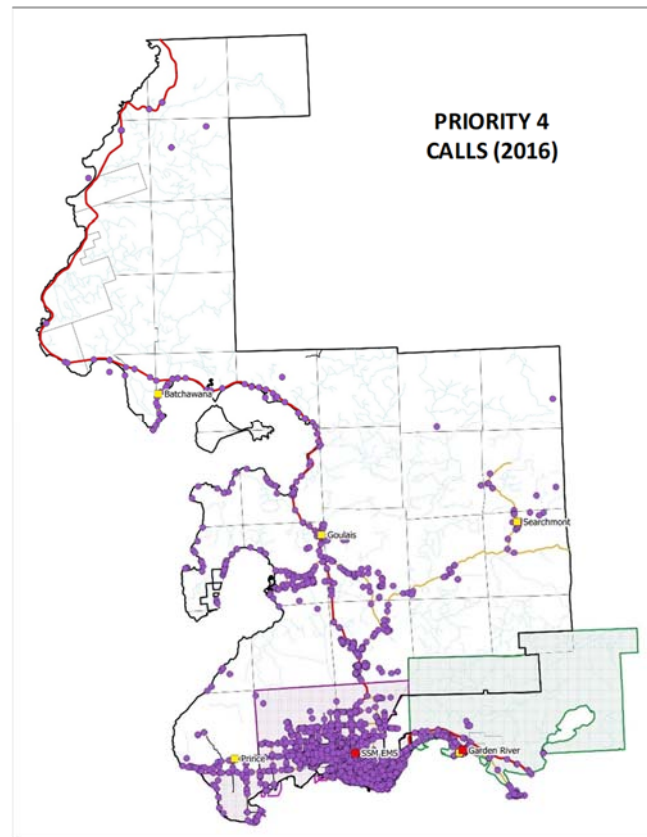 PRIORITY 4
CALLS (2016)
Batchawana
Searchmont
Goulais
Prince
SSM EMS
Garden River